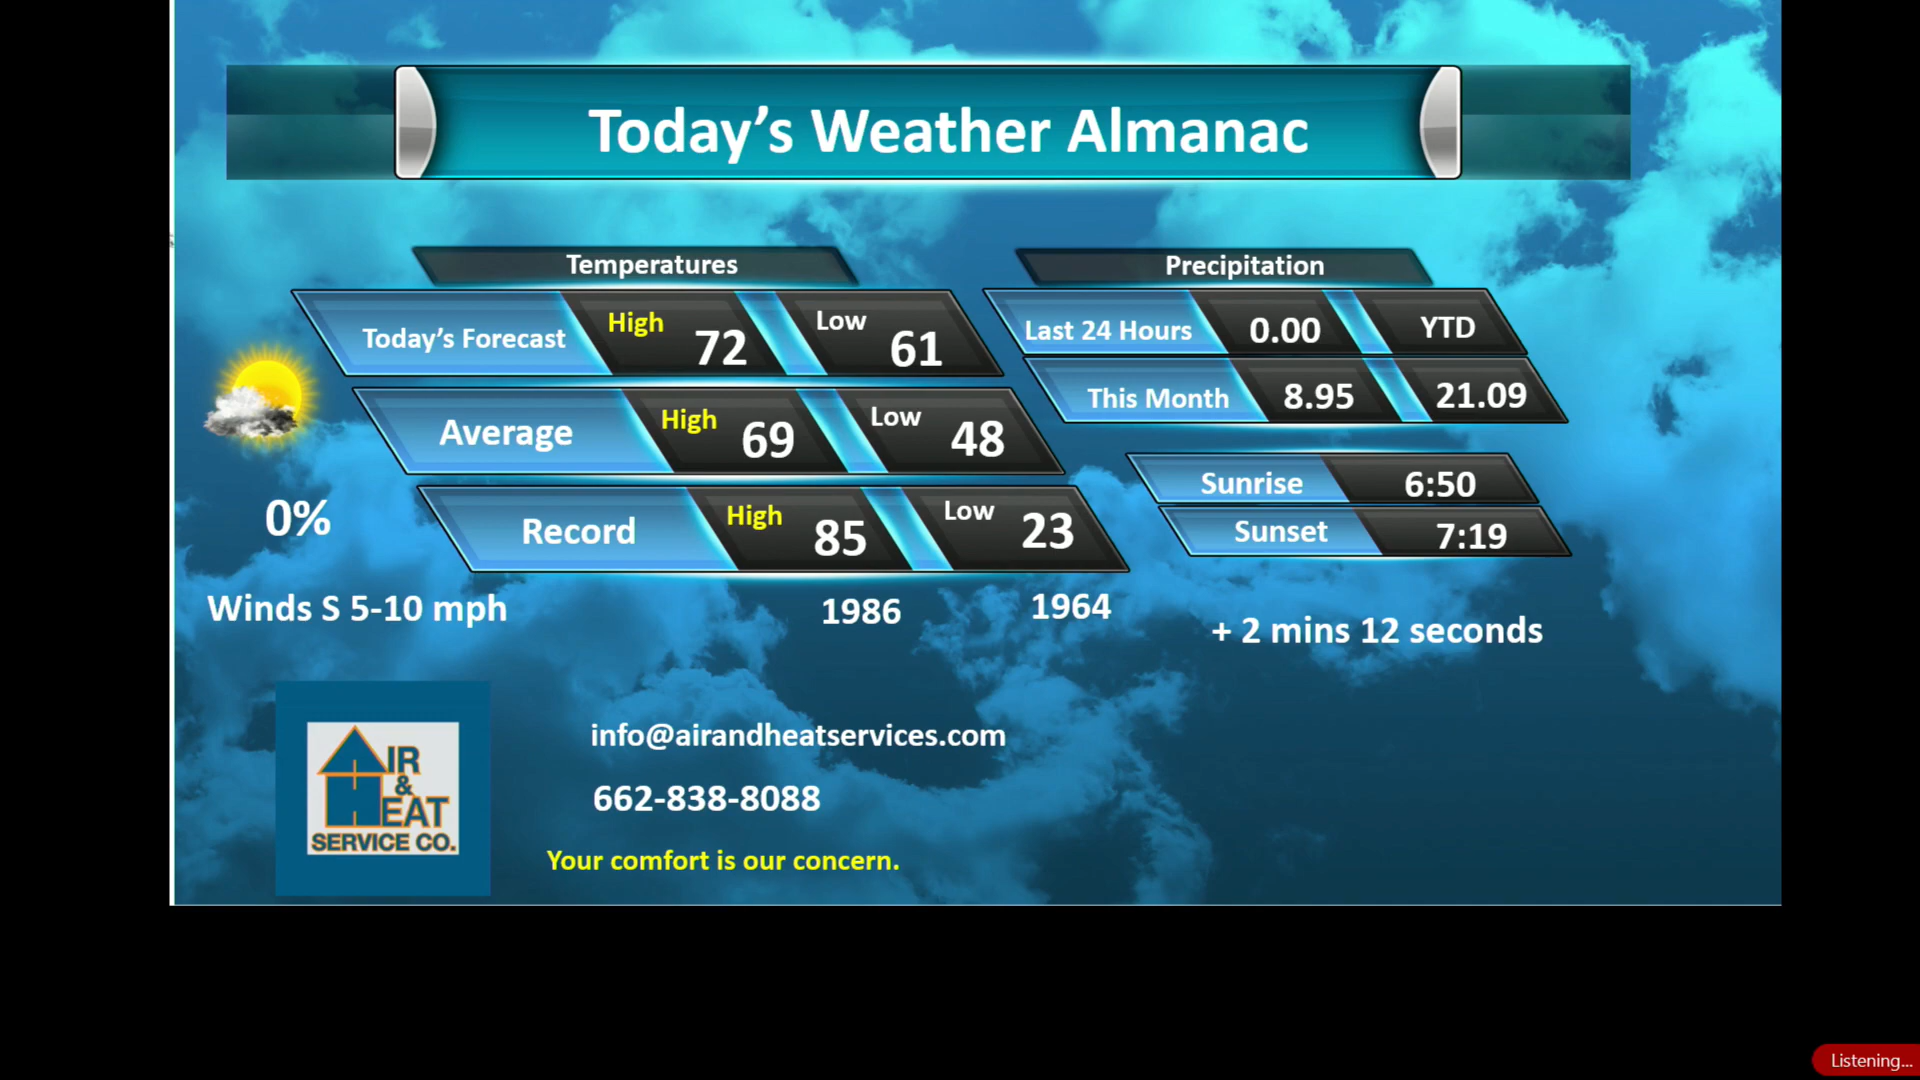 Today's Weather Almanac
Temperatures
Today's Forecast High 72 Low 61
Average High 69 Low 48
Record High 85 Low 23
1986 1964
Precipitation
Last 24 Hours 0.00 YTD
This Month 8.95 21.09
Sunrise 6:50
Sunset 7:19
+ 2 mins 12 seconds
0%
Winds S 5-10 mph
AIR
&
HEAT
SERVICE CO.
info@airandheatservices.com
662-838-8088
Your comfort is our concern.
Listening...